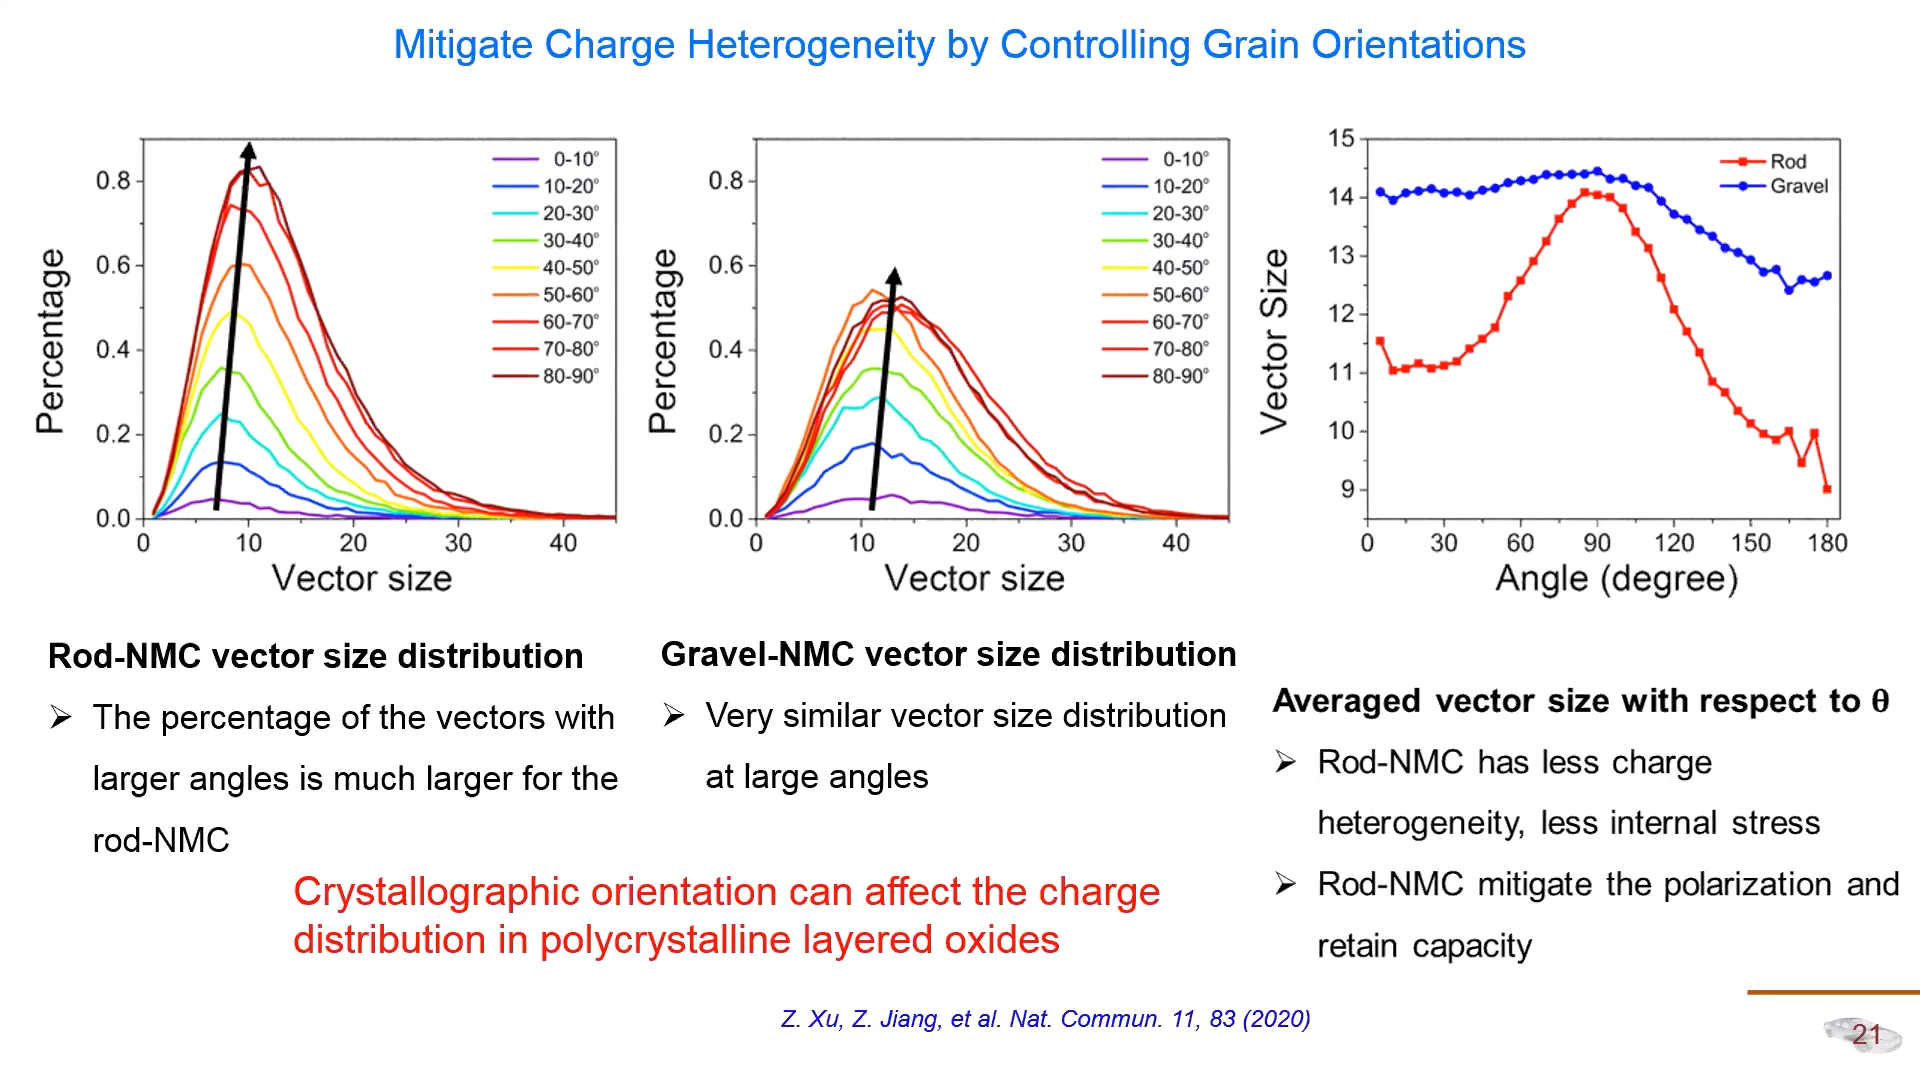 Mitigate Charge Heterogeneity by Controlling Grain Orientations
Percentage
0.8
0.6
0.4
0.2
0.0
0 10 20 30 40
Vector size
0-10°
10-20°
20-30°
30-40°
40-50°
50-60°
60-70°
70-80°
80-90°
Percentage
0.8
0.6
0.4
0.2
0.0
0 10 20 30 40
Vector size
0-10°
10-20°
20-30°
30-40°
40-50°
50-60°
60-70°
70-80°
80-90°
Vector Size
15
14
13
12
11
10
9
0 30 60 90 120 150 180
Angle (degree)
Rod
Gravel
Rod-NMC vector size distribution
➢ The percentage of the vectors with
larger angles is much larger for the
rod-NMC
Gravel-NMC vector size distribution
➢ Very similar vector size distribution
at large angles
Averaged vector size with respect to θ
➢ Rod-NMC has less charge
heterogeneity, less internal stress
➢ Rod-NMC mitigate the polarization and
retain capacity
Crystallographic orientation can affect the charge
distribution in polycrystalline layered oxides
Z. Xu, Z. Jiang, et al. Nat. Commun. 11, 83 (2020)
21